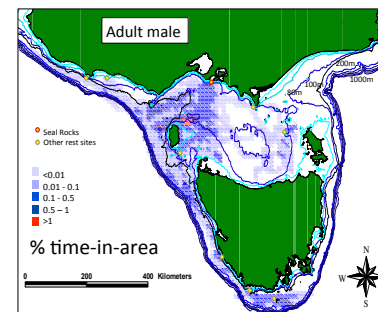 Adult male
200m
100m
80m
1000m
Seal Rocks
Other rest sites
<0.01
0.01 - 0.1
0.1 - 0.5
0.5 – 1
>1
% time-in-area
0 200 400 Kilometers
N
W E
S